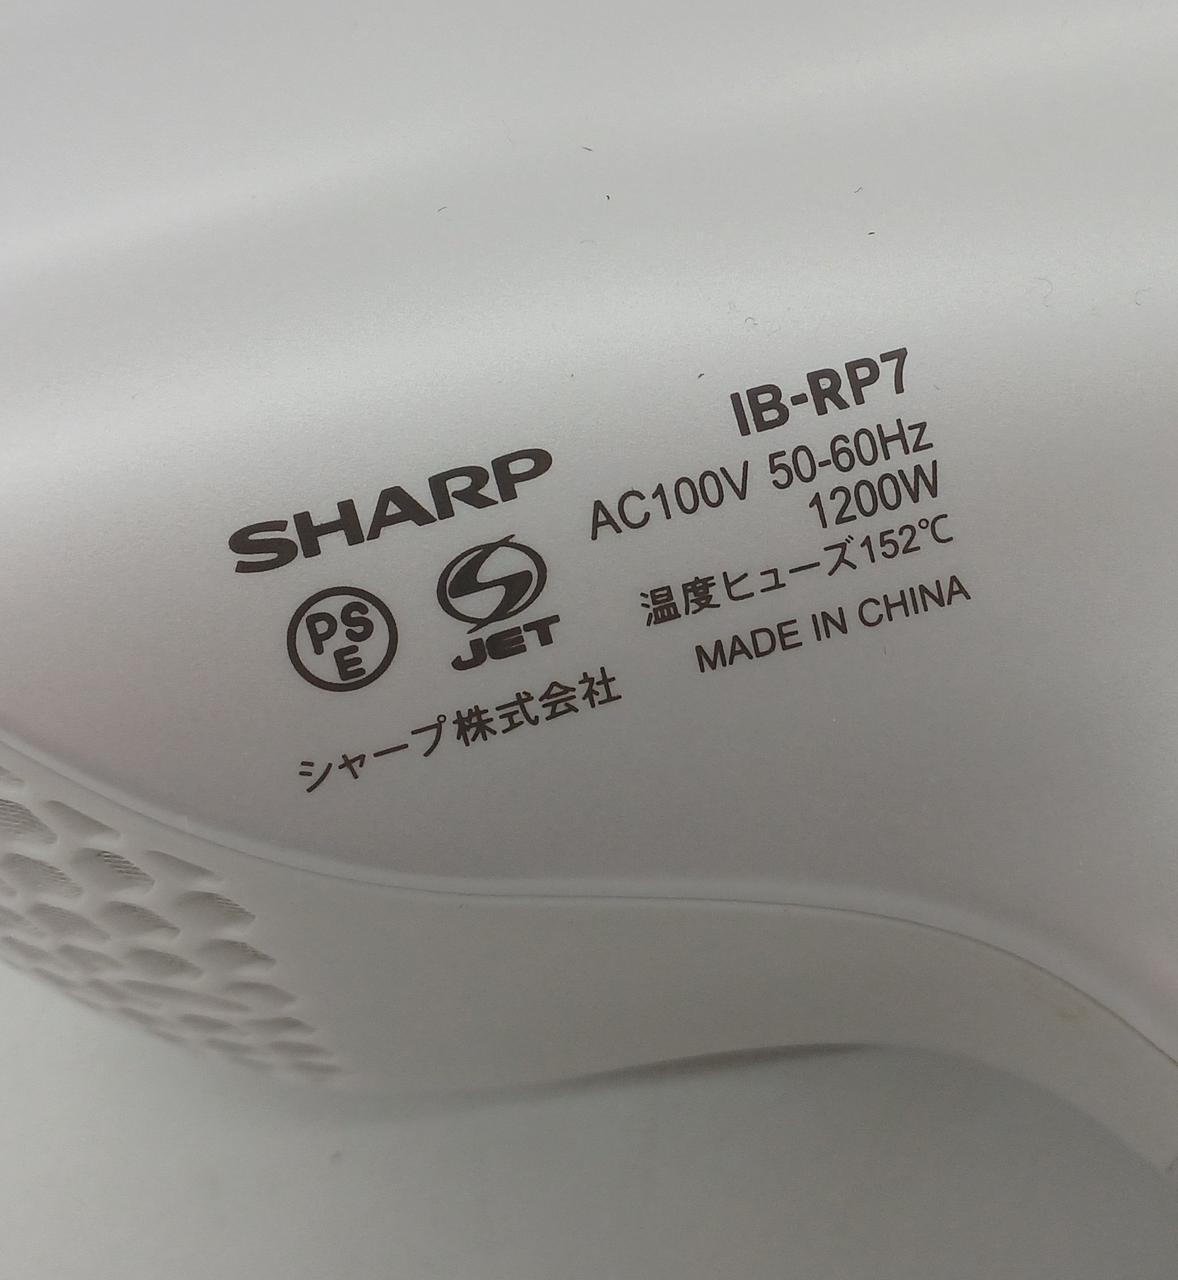 IB-RP7
SHARP
AC100V 50-60Hz
1200W
温度ヒューズ152℃
MADE IN CHINA
PSE
JET
シャープ株式会社